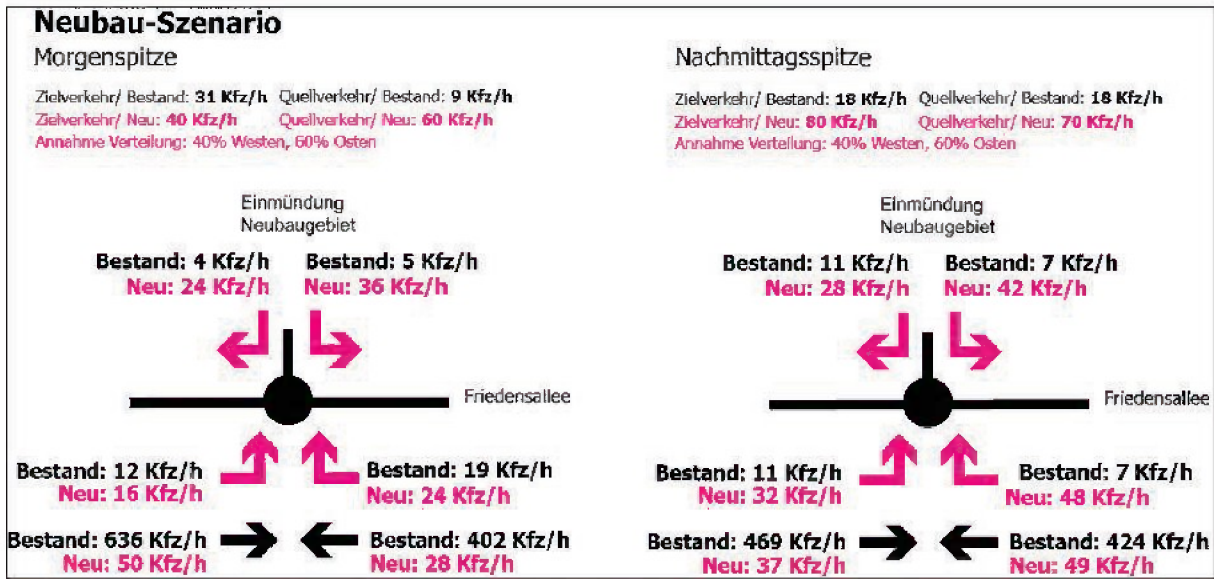 Neubau-Szenario
Morgenspitze
Zielverkehr/ Bestand: 31 Kfz/h Quellverkehr/ Bestand: 9 Kfz/h
Zielverkehr/ Neu: 40 Kfz/h Quellverkehr/ Neu: 60 Kfz/h
Annahme Verteilung: 40% Westen, 60% Osten
Einmündung
Neubaugebiet
Bestand: 4 Kfz/h Bestand: 5 Kfz/h
Neu: 24 Kfz/h Neu: 36 Kfz/h
Friedensallee
Bestand: 12 Kfz/h Bestand: 19 Kfz/h
Neu: 16 Kfz/h Neu: 24 Kfz/h
Bestand: 636 Kfz/h Bestand: 402 Kfz/h
Neu: 50 Kfz/h Neu: 28 Kfz/h
Nachmittagsspitze
Zielverkehr/ Bestand: 18 Kfz/h Quellverkehr/ Bestand: 18 Kfz/h
Zielverkehr/ Neu: 80 Kfz/h Quellverkehr/ Neu: 70 Kfz/h
Annahme Verteilung: 40% Westen, 60% Osten
Einmündung
Neubaugebiet
Bestand: 11 Kfz/h Bestand: 7 Kfz/h
Neu: 28 Kfz/h Neu: 42 Kfz/h
Friedensallee
Bestand: 11 Kfz/h Bestand: 7 Kfz/h
Neu: 32 Kfz/h Neu: 48 Kfz/h
Bestand: 469 Kfz/h Bestand: 424 Kfz/h
Neu: 37 Kfz/h Neu: 49 Kfz/h